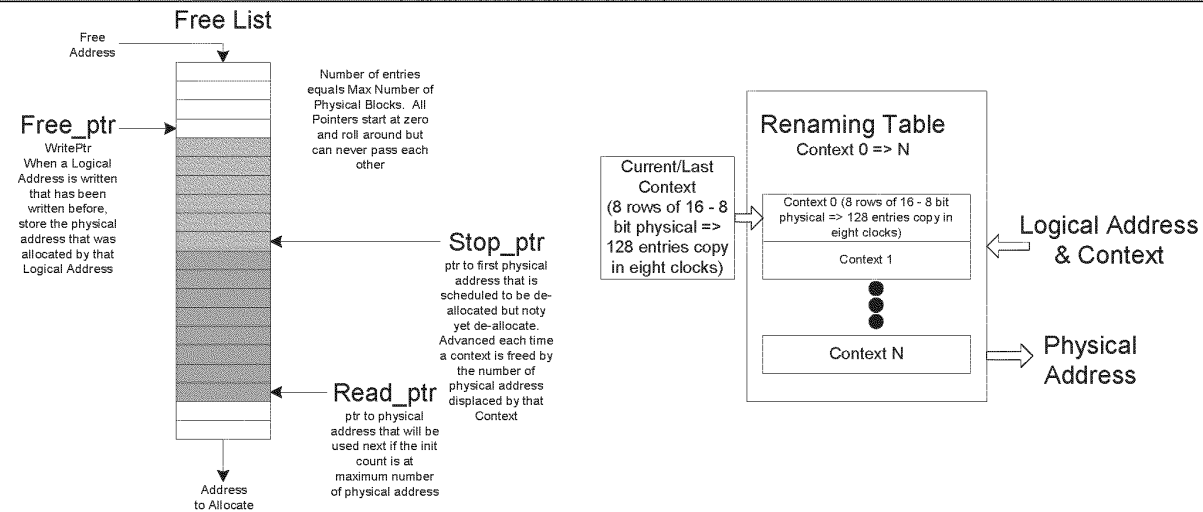 Free List
Free
Address
Number of entries
equals Max Number of
Physical Blocks. All
Pointers start at zero
and roll around but
can never pass each
other
Free_ptr
WritePtr
When a Logical
Address is written
that has been
written before,
store the physical
address that was
allocated by that
Logical Address
Stop_ptr
ptr to first physical
address that is
scheduled to be de-
allocated but noty
yet de-allocate.
Advanced each time
a context is freed by
the number of
physical address
displaced by that
Context
Read_ptr
ptr to physical
address that will be
used next if the init
count is at
maximum number
of physical address
Address
to Allocate
Renaming Table
Context 0 => N
Current/Last
Context
(8 rows of 16 - 8
bit physical =>
128 entries copy
in eight clocks)
Context 0 (8 rows of 16 - 8 bit
physical => 128 entries copy in
eight clocks)
Context 1
Context N
Logical Address
& Context
Physical
Address